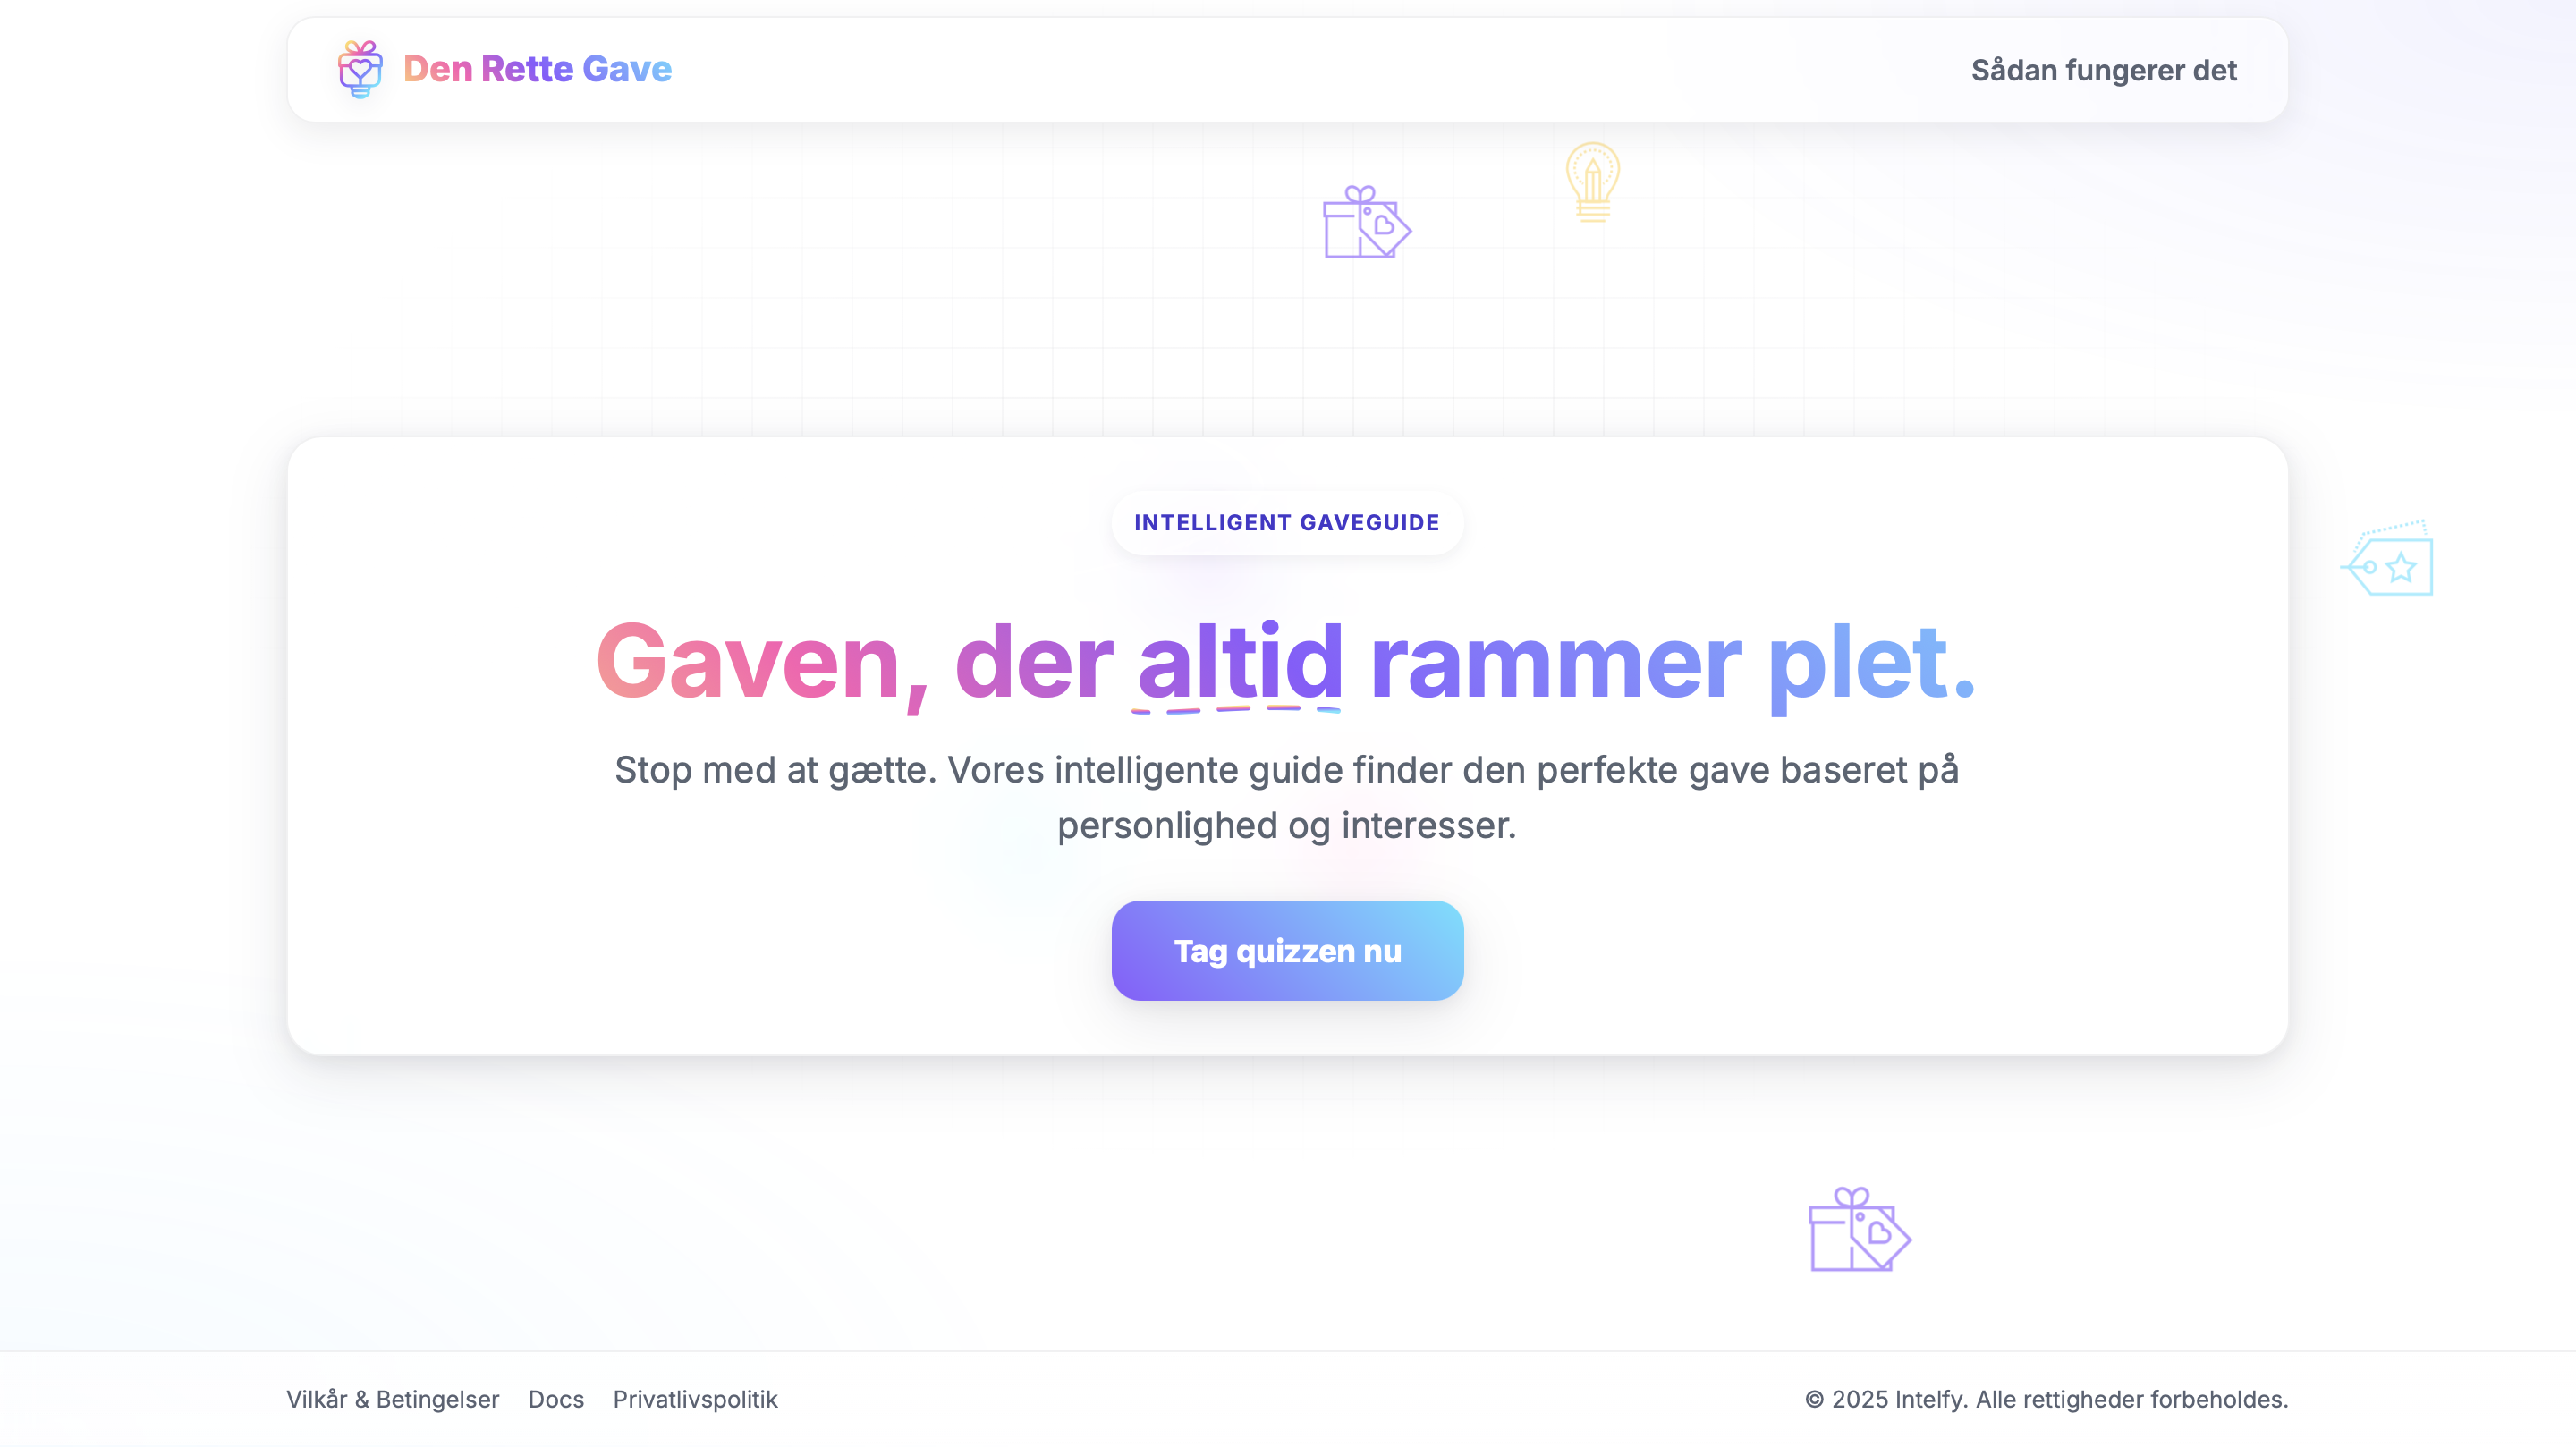 Den Rette Gave
Sådan fungerer det
INTELLIGENT GAVEGUIDE
Gaven, der altid rammer plet.
Stop med at gætte. Vores intelligente guide finder den perfekte gave baseret på
personlighed og interesser.
Tag quizzen nu
Vilkår & Betingelser
Docs
Privatlivspolitik
© 2025 Intelfy. Alle rettigheder forbeholdes.